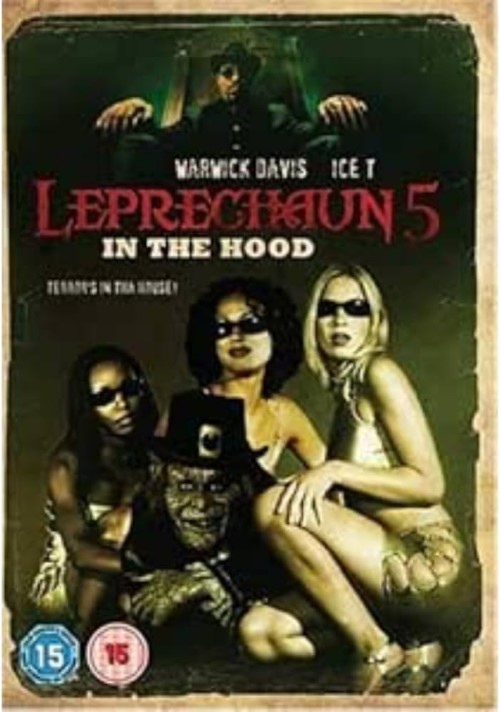 WARWICK DAVIS ICE T
LEPRECHAUN 5
IN THE HOOD
TERROR'S IN THA HOUSE!
15
15